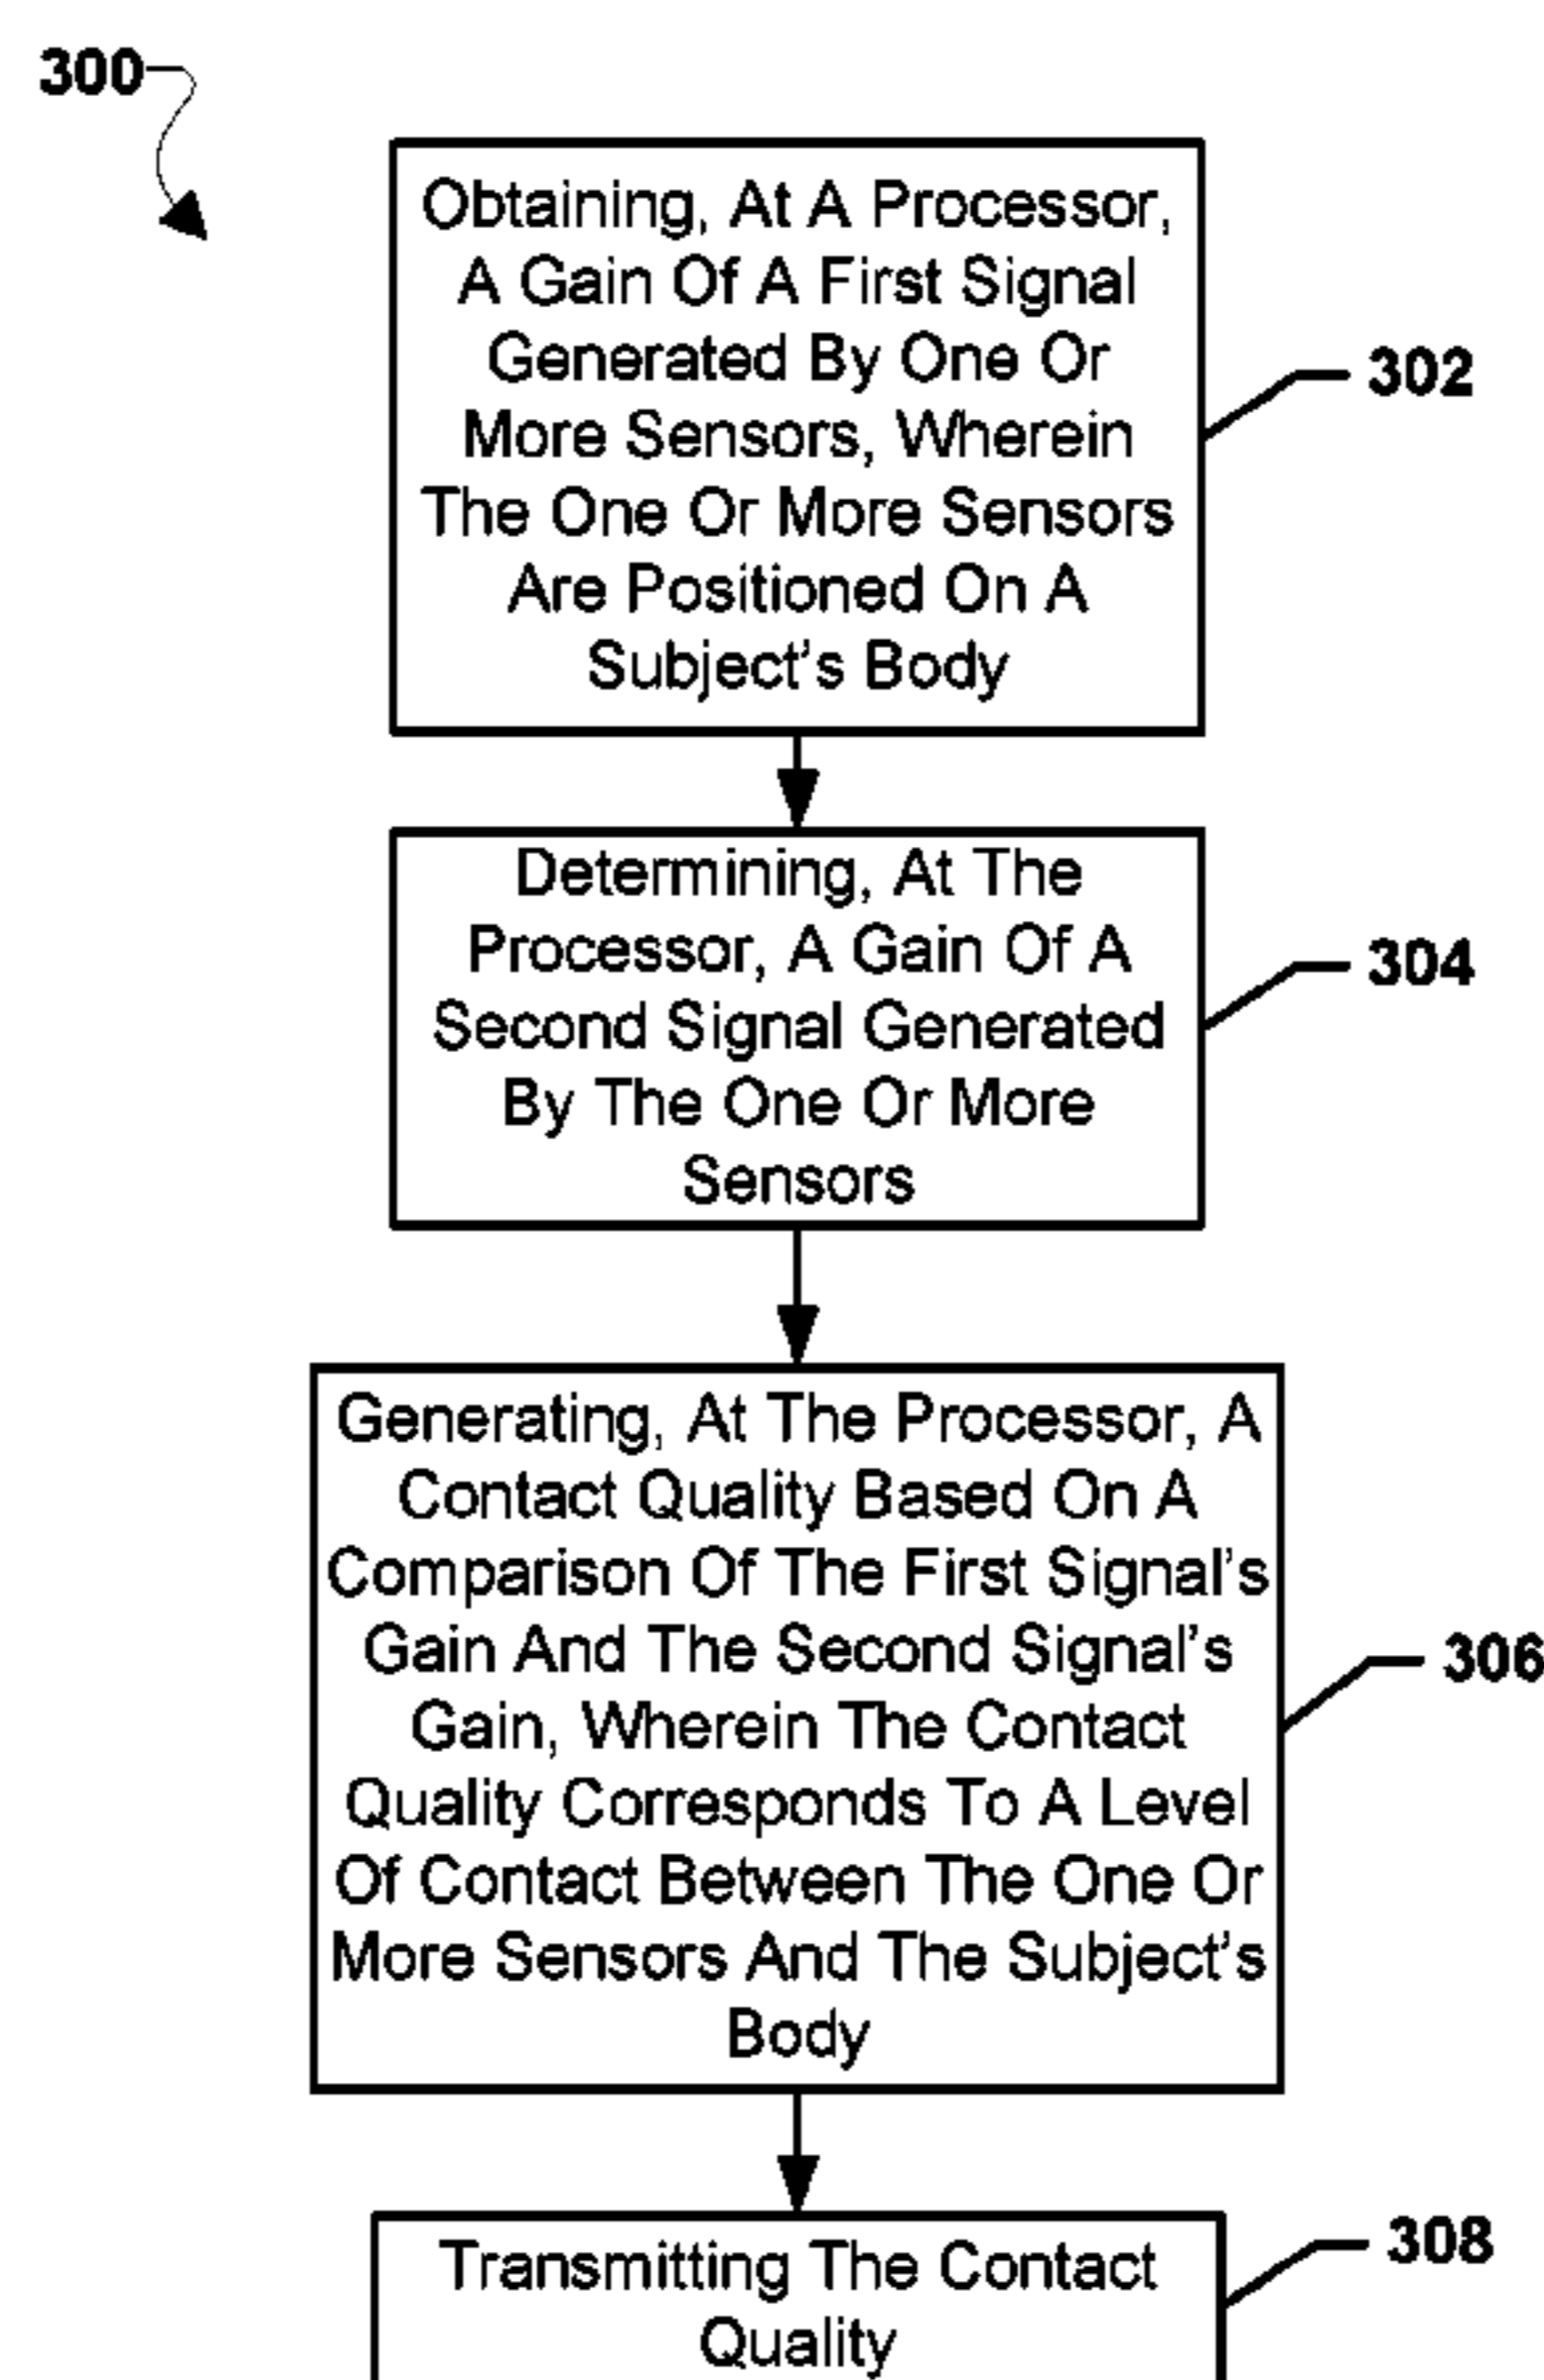 300
Obtaining, At A Processor,
A Gain Of A First Signal
Generated By One Or
More Sensors, Wherein
The One Or More Sensors
Are Positioned On A
Subject's Body
302
Determining, At The
Processor, A Gain Of A
Second Signal Generated
By The One Or More
Sensors
304
Generating, At The Processor, A
Contact Quality Based On A
Comparison Of The First Signal's
Gain And The Second Signal's
Gain, Wherein The Contact
Quality Corresponds To A Level
Of Contact Between The One Or
More Sensors And The Subject's
Body
306
Transmitting The Contact
Quality
308